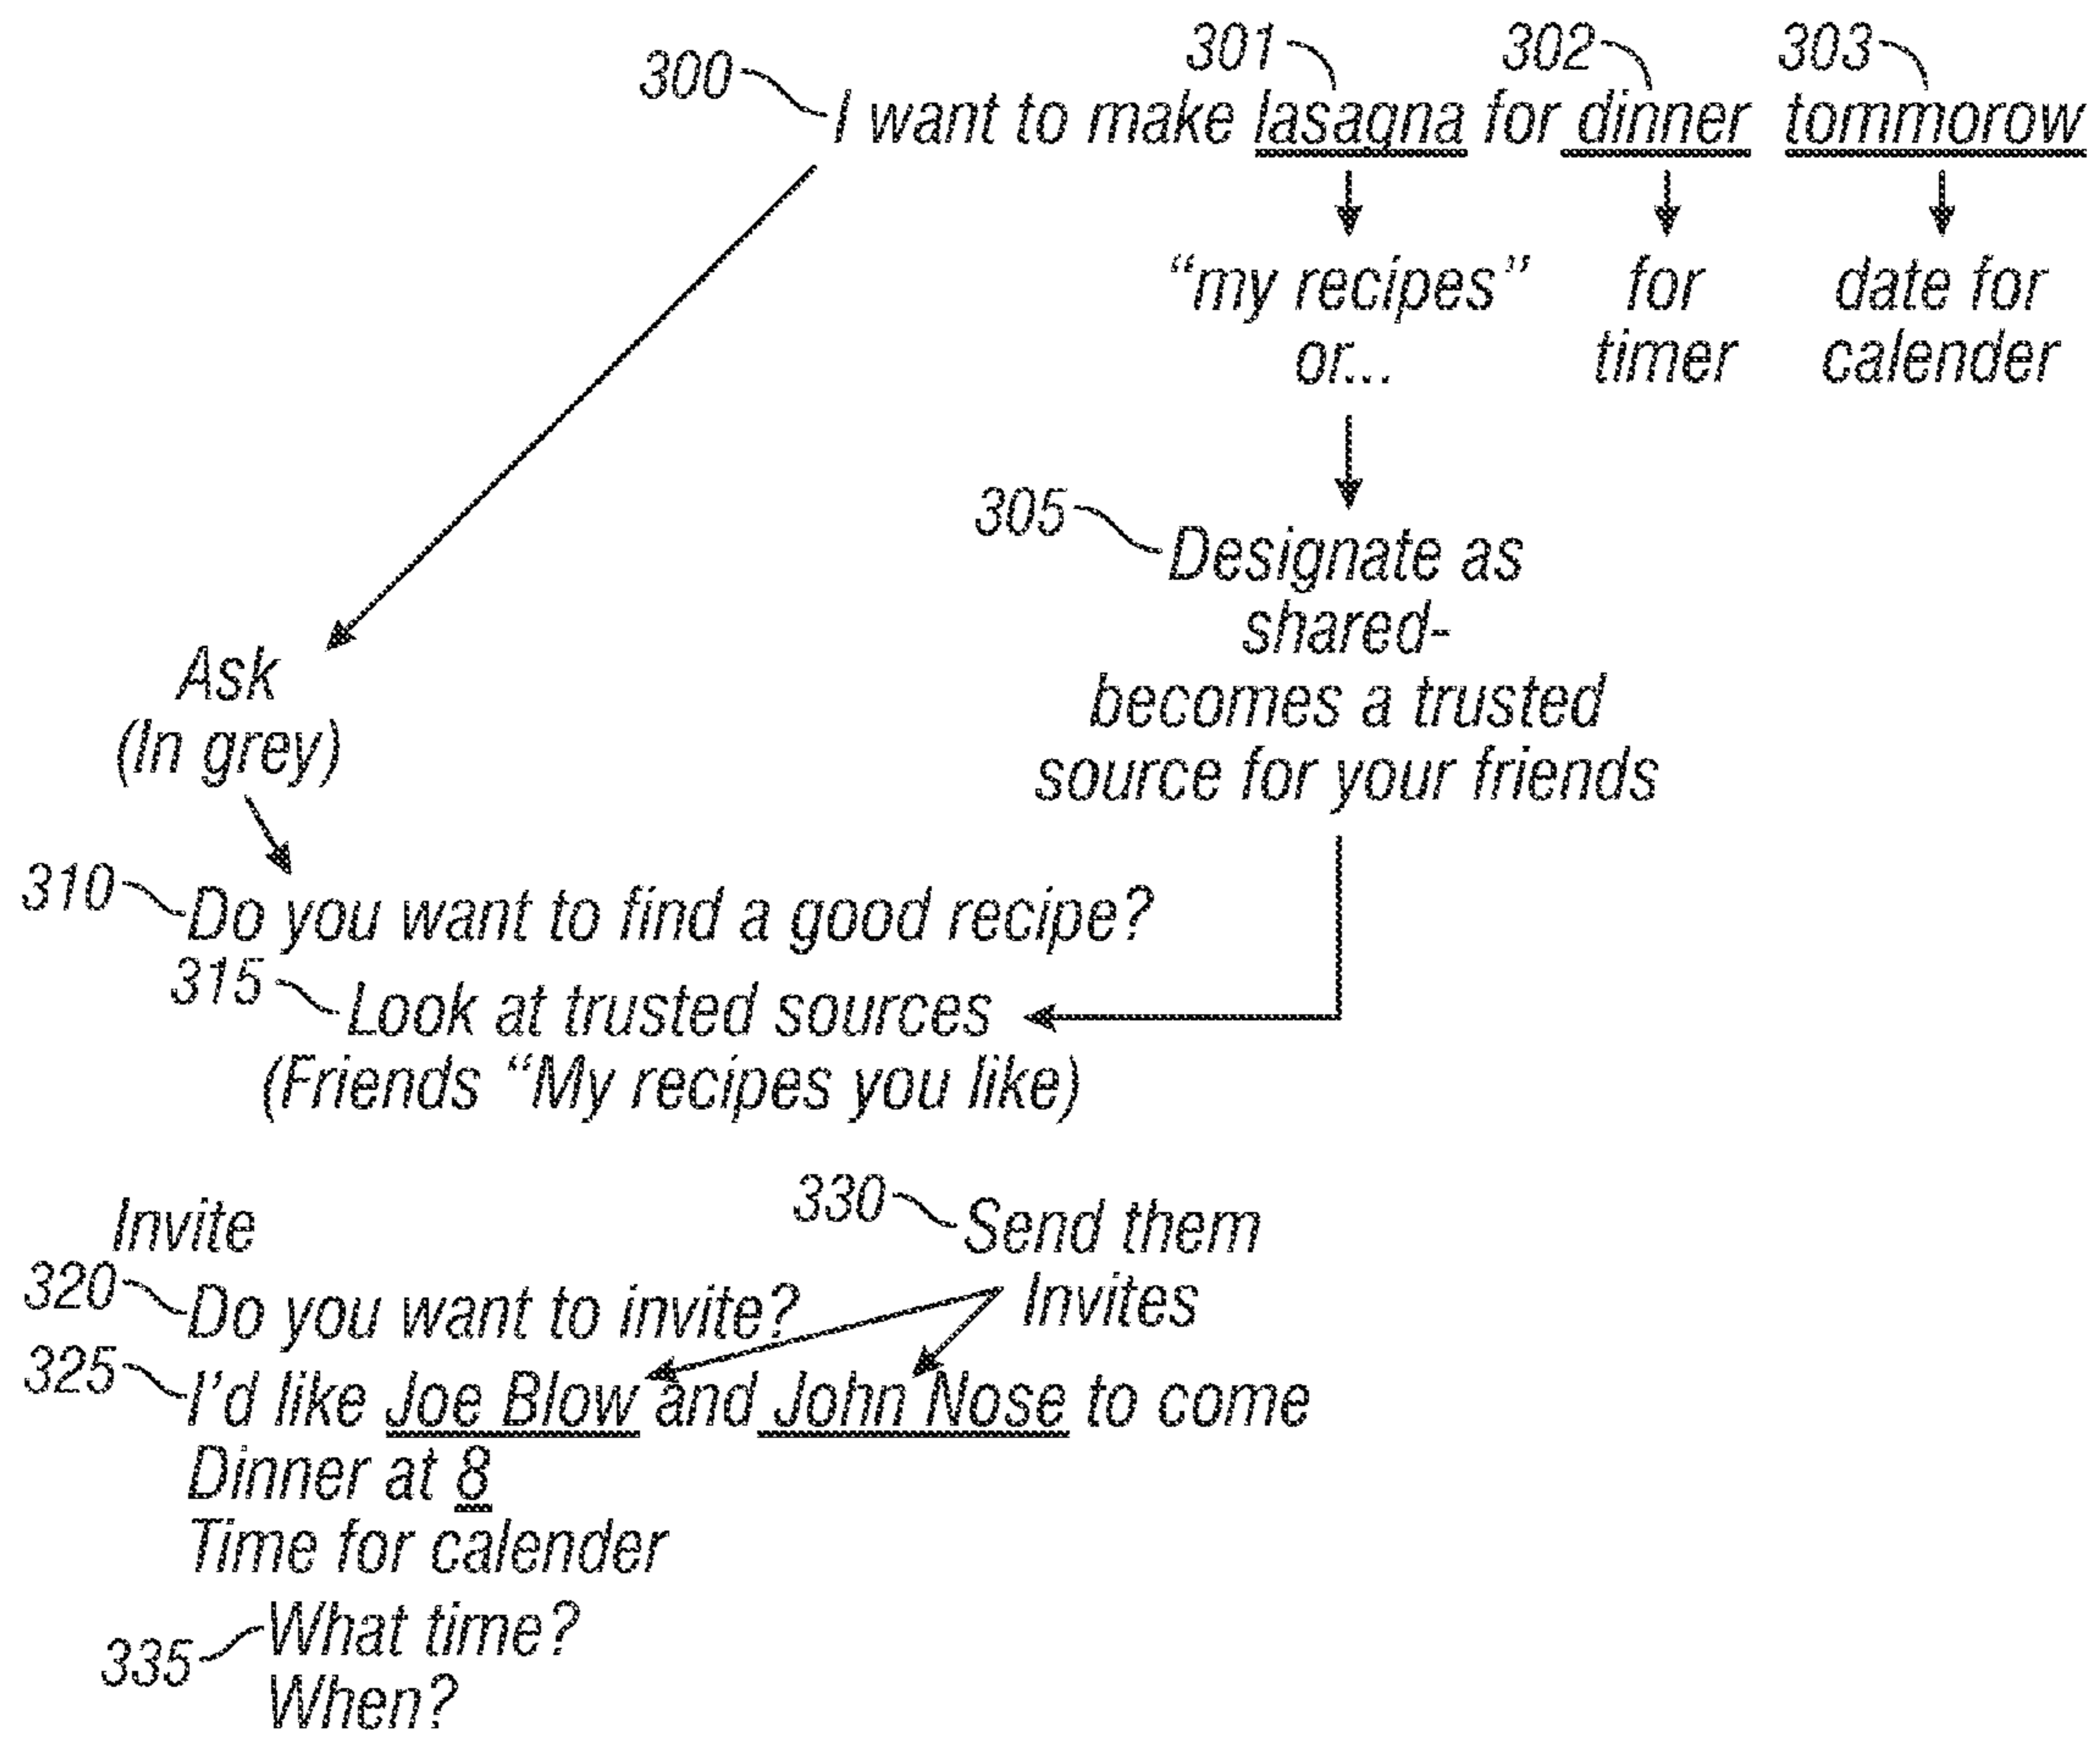 301 302 303
300 I want to make lasagna for dinner tommorow
"my recipes" for date for
or... timer calender
305 Designate as
shared-
becomes a trusted
source for your friends
Ask
(In grey)
310 Do you want to find a good recipe?
315 Look at trusted sources
(Friends "My recipes you like)
Invite
330 Send them
Invites
320 Do you want to invite?
325 I'd like Joe Blow and John Nose to come
Dinner at 8
Time for calender
335 What time?
When?